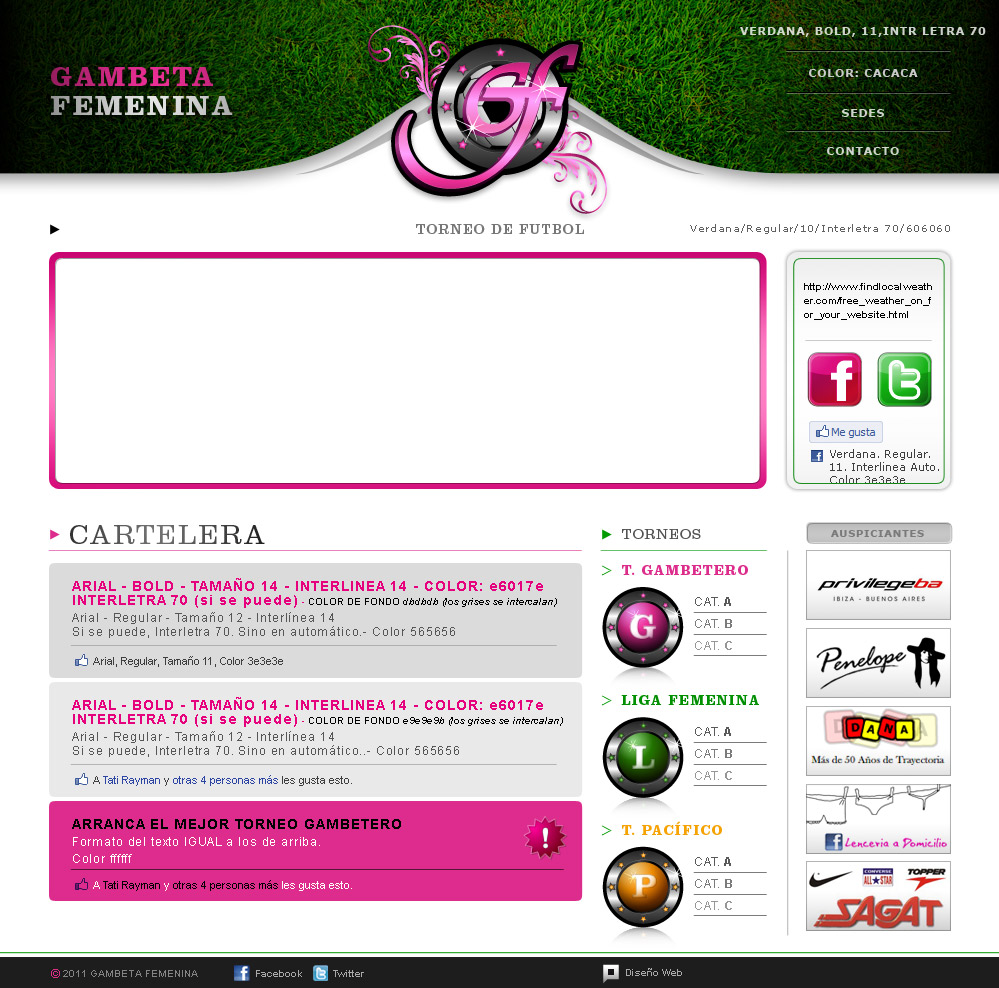 VERDANA, BOLD, 11,INTR LETRA 70
COLOR: CACACA
SEDES
CONTACTO
GAMBETA
FEMENINA
Gf
TORNEO DE FUTBOL
Verdana/Regular/10/Interletra 70/606060
http://www.findlocalweath
er.com/free_weather_on_f
or_your_website.html
f
t
Me gusta
f
Verdana. Regular.
11. Interlinea Auto.
Color 3e3e3e
CARTELERA
ARIAL - BOLD - TAMAÑO 14 - INTERLINEA 14 - COLOR: e6017e
INTERLETRA 70 (si se puede) - COLOR DE FONDO dbdbdb (los grises se intercalan)
Arial - Regular - Tamaño 12 - Interlínea 14
Si se puede, Interletra 70. Sino en automático.- Color 565656
Arial, Regular, Tamaño 11, Color 3e3e3e
ARIAL - BOLD - TAMAÑO 14 - INTERLINEA 14 - COLOR: e6017e
INTERLETRA 70 (si se puede) - COLOR DE FONDO e9e9e9b (los grises se intercalan)
Arial - Regular - Tamaño 12 - Interlínea 14
Si se puede, Interletra 70. Sino en automático..- Color 565656
A Tati Rayman y otras 4 personas más les gusta esto.
ARRANCA EL MEJOR TORNEO GAMBETERO
Formato del texto IGUAL a los de arriba.
Color ffffff
!
A Tati Rayman y otras 4 personas más les gusta esto.
TORNEOS
> T. GAMBETERO
G
CAT. A
CAT. B
CAT. C
> LIGA FEMENINA
L
CAT. A
CAT. B
CAT. C
> T. PACÍFICO
P
CAT. A
CAT. B
CAT. C
AUSPICIANTES
privilegeba
IBIZA - BUENOS AIRES
Penelope
DANA
Más de 50 Años de Trayectoria
f Lenceria a Domicilio
CONVERSE
ALL★STAR
TOPPER
SAGAT
© 2011 GAMBETA FEMENINA
f Facebook
t Twitter
Diseño Web